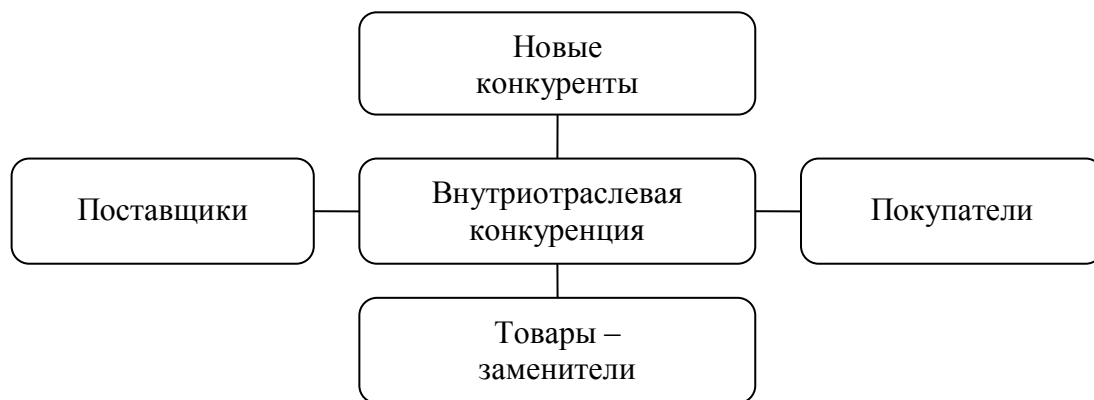 Новые
конкуренты
Поставщики
Внутриотраслевая
конкуренция
Покупатели
Товары –
заменители